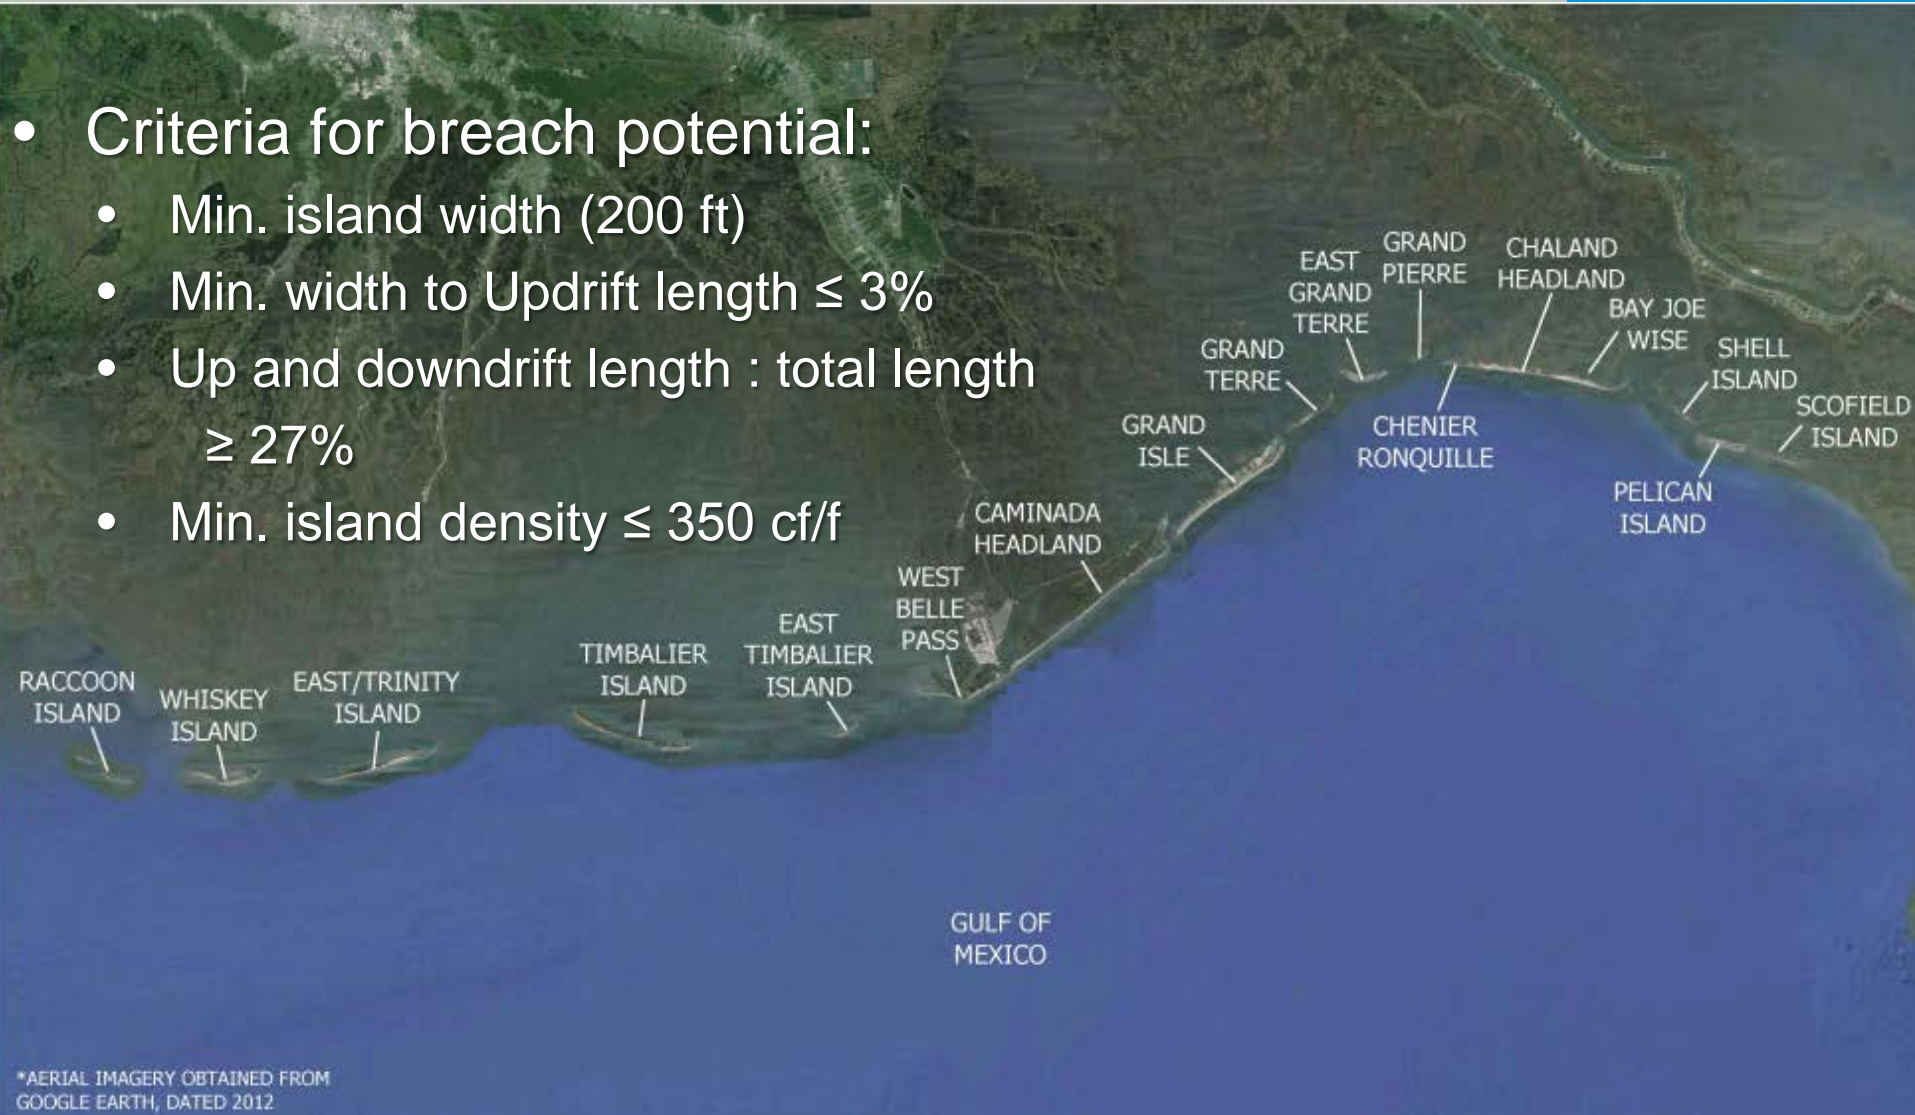 • Criteria for breach potential:
• Min. island width (200 ft)
• Min. width to Updrift length ≤ 3%
• Up and downdrift length : total length
≥ 27%
• Min. island density ≤ 350 cf/f
RACCOON
ISLAND
WHISKEY
ISLAND
EAST/TRINITY
ISLAND
TIMBALIER
ISLAND
EAST
TIMBALIER
ISLAND
WEST
BELLE
PASS
CAMINADA
HEADLAND
GRAND
ISLE
GRAND
TERRE
EAST
GRAND
TERRE
GRAND
PIERRE
CHENIER
RONQUILLE
CHALAND
HEADLAND
BAY JOE
WISE
SHELL
ISLAND
PELICAN
ISLAND
SCOFIELD
ISLAND
GULF OF
MEXICO
*AERIAL IMAGERY OBTAINED FROM
GOOGLE EARTH, DATED 2012